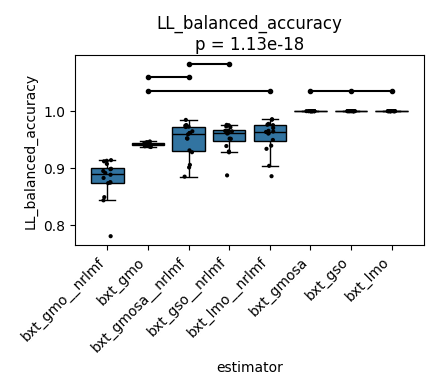 LL_balanced_accuracy
p = 1.13e-18
LL_balanced_accuracy
1.0
0.9
0.8
bxt_gmo__nrlmf
bxt_gmo
bxt_gmosa__nrlmf
bxt_gso__nrlmf
bxt_lmo__nrlmf
bxt_gmosa
bxt_gso
bxt_lmo
estimator